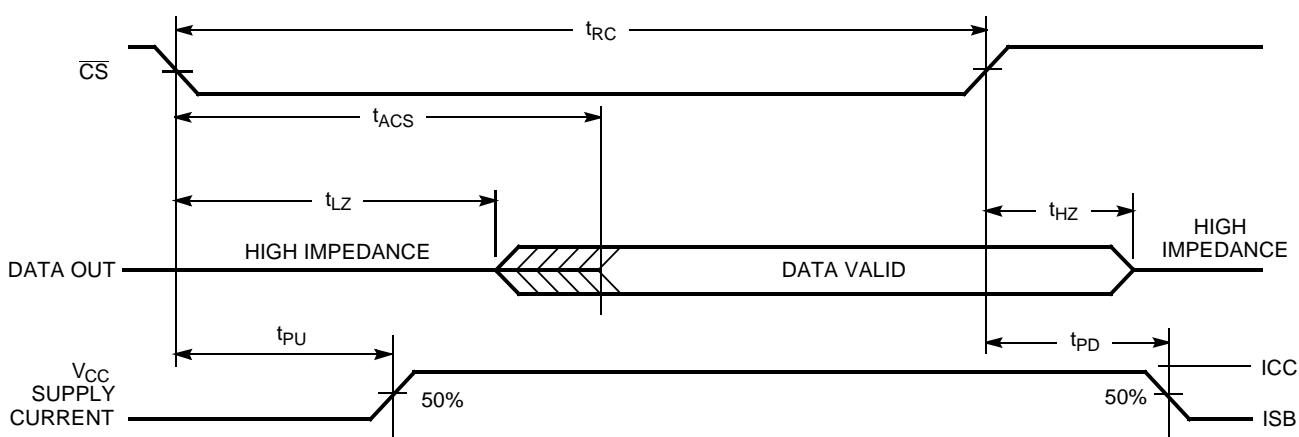 tRC
CS
tACS
tLZ
tHZ
HIGH IMPEDANCE
HIGH
IMPEDANCE
DATA OUT
DATA VALID
tPU
tPD
VCC
SUPPLY
CURRENT
50%
50%
ICC
ISB